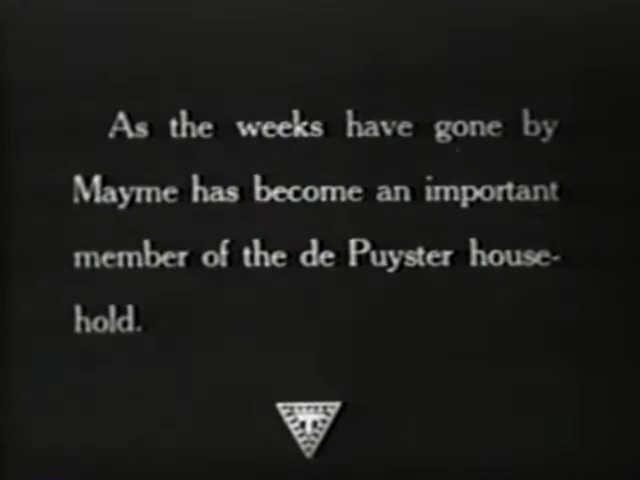 As the weeks have gone by
Mayme has become an important
member of the de Puyster house-
hold.
T